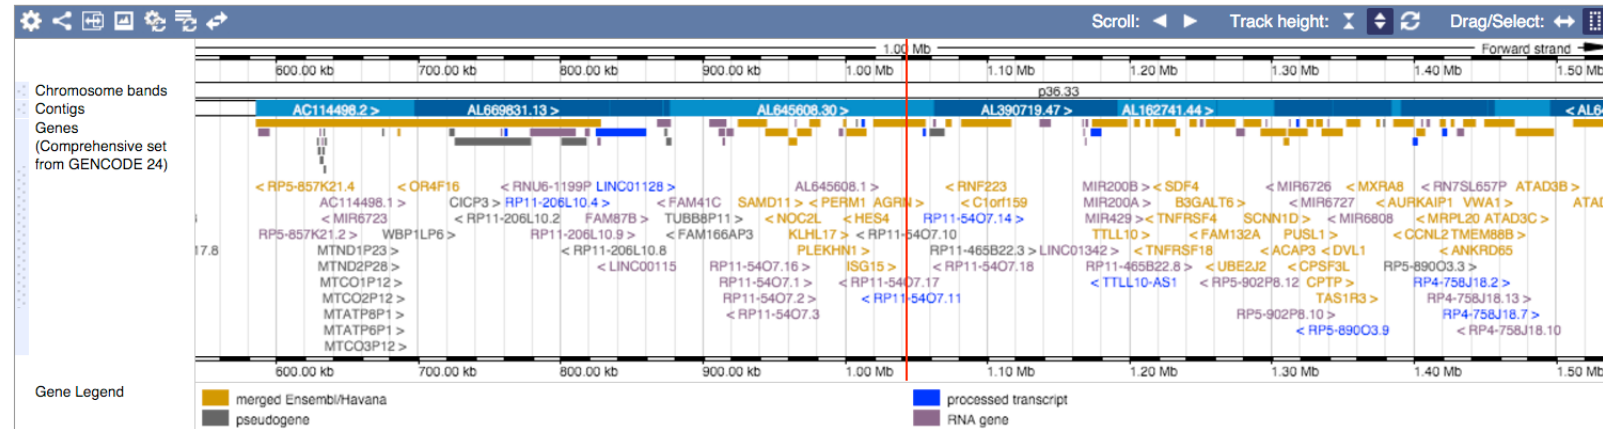 Scroll: Track height: Drag/Select:
1.00 Mb Forward strand
600.00 kb 700.00 kb 800.00 kb 900.00 kb 1.00 Mb 1.10 Mb 1.20 Mb 1.30 Mb 1.40 Mb 1.50 Mb
Chromosome bands p36.33
Contigs AC114498.2 > AL669831.13 > AL645608.30 > AL390719.47 > AL162741.44 > < AL64
Genes
(Comprehensive set
from GENCODE 24)
< RP5-857K21.4 < OR4F16 < RNU6-1199P LINC01128 > AL645608.1 > < RNF223 MIR200B > < SDF4 < MIR6726 < MXRA8 < RN7SL657P ATAD3B >
AC114498.1 > CICP3 > RP11-206L10.4 > < FAM41C SAMD11 > < PERM1 AGRN > < C1orf159 MIR200A > B3GALT6 > < MIR6727 < AURKAIP1 VWA1 > ATAD
< MIR6723 < RP11-206L10.2 FAM87B > TUBB8P11 > < NOC2L < HES4 RP11-54O7.14 > MIR429 > < TNFRSF4 SCNN1D > < MIR6808 < MRPL20 ATAD3C >
RP5-857K21.2 > WBP1LP6 > RP11-206L10.9 > < FAM166AP3 KLHL17 > < RP11-54O7.10 TTLL10 > < FAM132A PUSL1 > < CCNL2 TMEM88B >
17.8 MTND1P23 > < RP11-206L10.8 PLEKHN1 > RP11-465B22.3 > LINC01342 > < TNFRSF18 < ACAP3 < DVL1 < ANKRD65
MTND2P28 > < LINC00115 RP11-54O7.16 > ISG15 > < RP11-54O7.18 RP11-465B22.8 > < UBE2J2 < CPSF3L RP5-890O3.3 >
MTCO1P12 > RP11-54O7.1 > < RP11-54O7.17 < TTLL10-AS1 < RP5-902P8.12 CPTP > RP4-758J18.2 >
MTCO2P12 > RP11-54O7.2 > < RP11-54O7.11 TAS1R3 > RP4-758J18.13 >
MTATP8P1 > < RP11-54O7.3 RP5-902P8.10 > RP4-758J18.7 >
MTATP6P1 > < RP5-890O3.9 < RP4-758J18.10
MTCO3P12 >
600.00 kb 700.00 kb 800.00 kb 900.00 kb 1.00 Mb 1.10 Mb 1.20 Mb 1.30 Mb 1.40 Mb 1.50 Mb
Gene Legend merged Ensembl/Havana processed transcript
pseudogene RNA gene